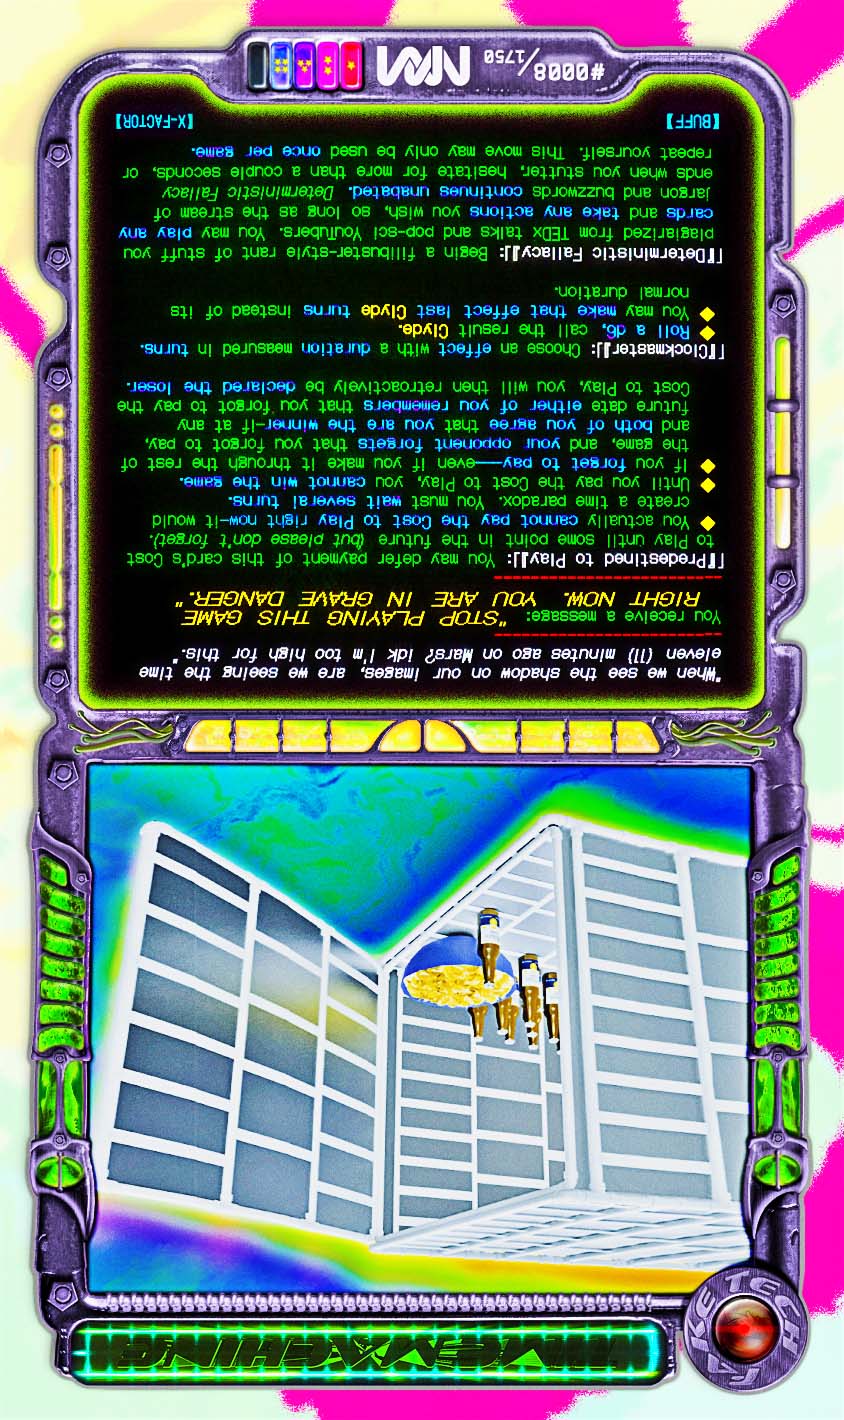 TIME MACHINE
FAKE TECH
"When we see the shadow on our images, are we seeing the time
eleven (11) minutes ago on Mars? idk I'm too high for this."
You receive a message: "STOP PLAYING THIS GAME
RIGHT NOW. YOU ARE IN GRAVE DANGER."
⟦Predestined to Play⟧: You may defer payment of this card's Cost
to Play until some point in the future (but please don't forget).
◆ You actually cannot pay the Cost to Play right now—it would
create a time paradox. You must wait several turns.
◆ Until you pay the Cost to Play, you cannot win the game.
◆ If you forget to pay——even if you make it through the rest of
the game, and your opponent forgets that you forgot to pay,
and both of you agree that you are the winner—if at any
future date either of you remembers that you forgot to pay the
Cost to Play, you will then retroactively be declared the loser.
⟦Clockmaster⟧: Choose an effect with a duration measured in turns.
◆ Roll a d6, call the result Clyde.
◆ You may make that effect last Clyde turns instead of its
normal duration.
⟦Deterministic Fallacy⟧: Begin a filibuster-style rant of stuff you
plagiarized from TEDx talks and pop-sci YouTubers. You may play any
cards and take any actions you wish, so long as the stream of
jargon and buzzwords continues unabated. Deterministic Fallacy
ends when you stutter, hesitate for more than a couple seconds, or
repeat yourself. This move may only be used once per game.
[BUFF] [X-FACTOR]
#0008/1750